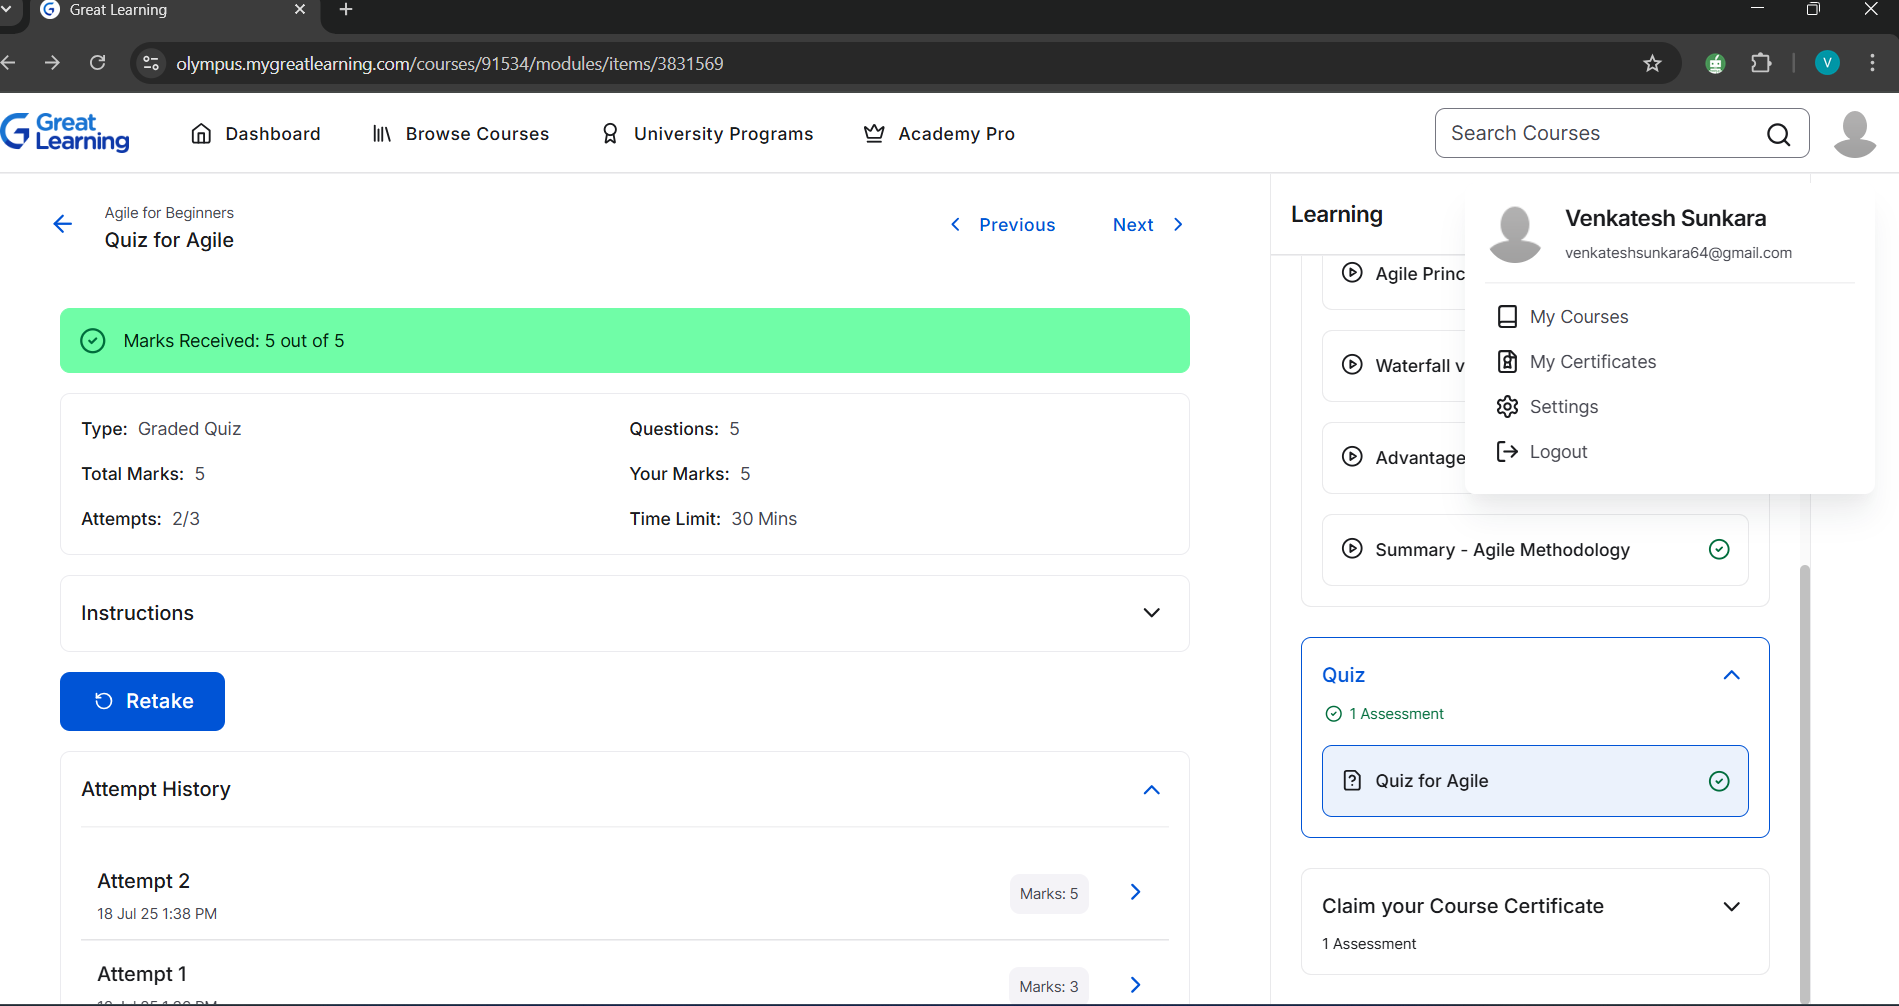 Great Learning
olympus.mygreatlearning.com/courses/91534/modules/items/3831569
V
Great
Learning
Dashboard
Browse Courses
University Programs
Academy Pro
Search Courses
Agile for Beginners
Quiz for Agile
Previous
Next
Marks Received: 5 out of 5
Type: Graded Quiz
Questions: 5
Total Marks: 5
Your Marks: 5
Attempts: 2/3
Time Limit: 30 Mins
Instructions
Retake
Attempt History
Attempt 2
18 Jul 25 1:38 PM
Marks: 5
Attempt 1
Marks: 3
Learning
Agile Princ
Waterfall v
Advantage
Summary - Agile Methodology
Quiz
1 Assessment
Quiz for Agile
Claim your Course Certificate
1 Assessment
Venkatesh Sunkara
venkateshsunkara64@gmail.com
My Courses
My Certificates
Settings
Logout